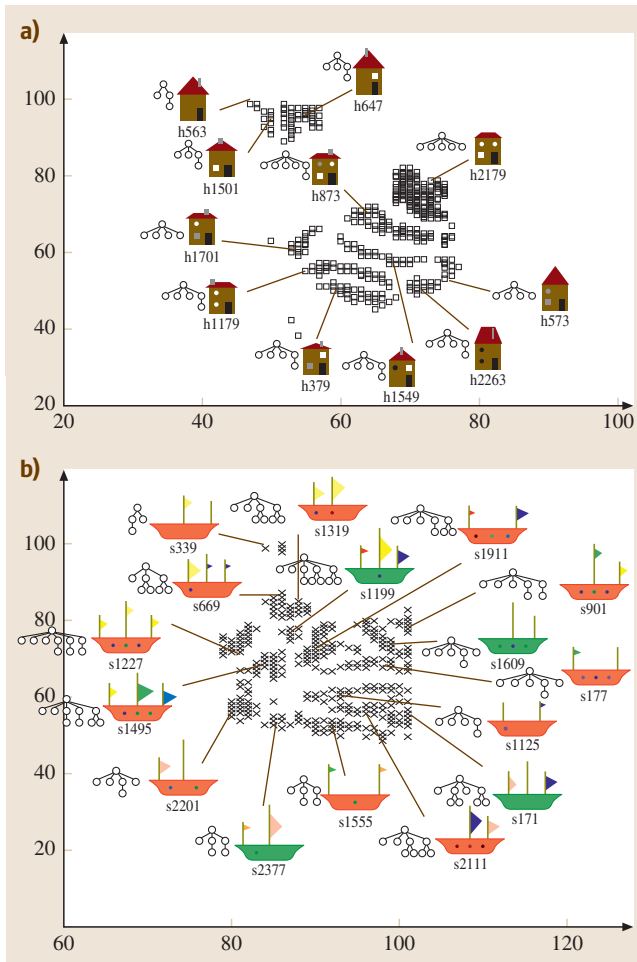 a)
100
h647
h563
h1501
h2179
80
h873
60
h1701
h573
h1179
40
h379
h1549
h2263
20
20
40
60
80
100
b)
s1319
s339
s1911
100
s1199
s669
s901
80
s1227
s1609
s177
60
s1495
s1125
40
s2201
s1555
s171
20
s2377
s2111
60
80
100
120